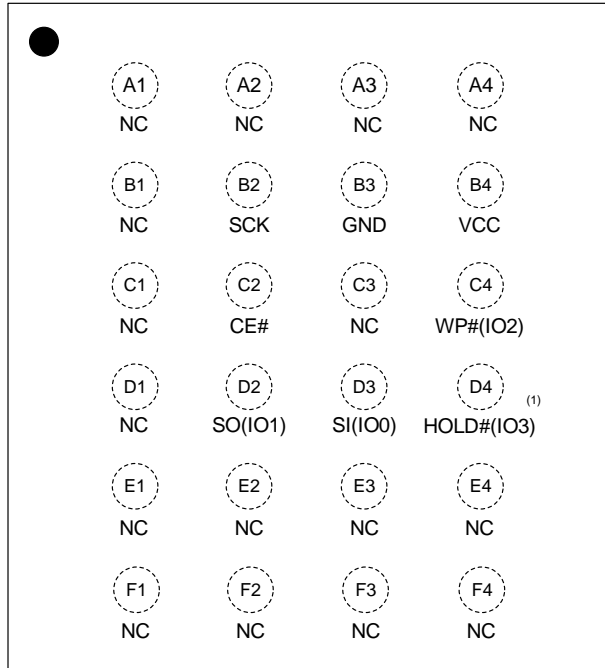 A1 A2 A3 A4
NC NC NC NC
B1 B2 B3 B4
NC SCK GND VCC
C1 C2 C3 C4
NC CE# NC WP#(IO2)
D1 D2 D3 D4 (1)
NC SO(IO1) SI(IO0) HOLD#(IO3)
E1 E2 E3 E4
NC NC NC NC
F1 F2 F3 F4
NC NC NC NC